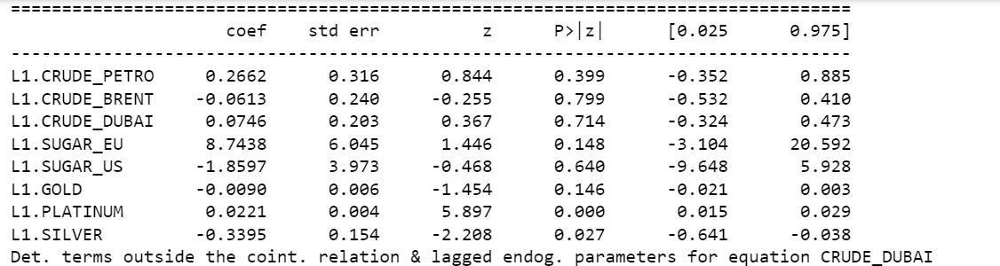 ==============================================================================
coef std err z P>|z| [0.025 0.975]
------------------------------------------------------------------------------
L1.CRUDE_PETRO 0.2662 0.316 0.844 0.399 -0.352 0.885
L1.CRUDE_BRENT -0.0613 0.240 -0.255 0.799 -0.532 0.410
L1.CRUDE_DUBAI 0.0746 0.203 0.367 0.714 -0.324 0.473
L1.SUGAR_EU 8.7438 6.045 1.446 0.148 -3.104 20.592
L1.SUGAR_US -1.8597 3.973 -0.468 0.640 -9.648 5.928
L1.GOLD -0.0090 0.006 -1.454 0.146 -0.021 0.003
L1.PLATINUM 0.0221 0.004 5.897 0.000 0.015 0.029
L1.SILVER -0.3395 0.154 -2.208 0.027 -0.641 -0.038
Det. terms outside the coint. relation & lagged endog. parameters for equation CRUDE_DUBAI